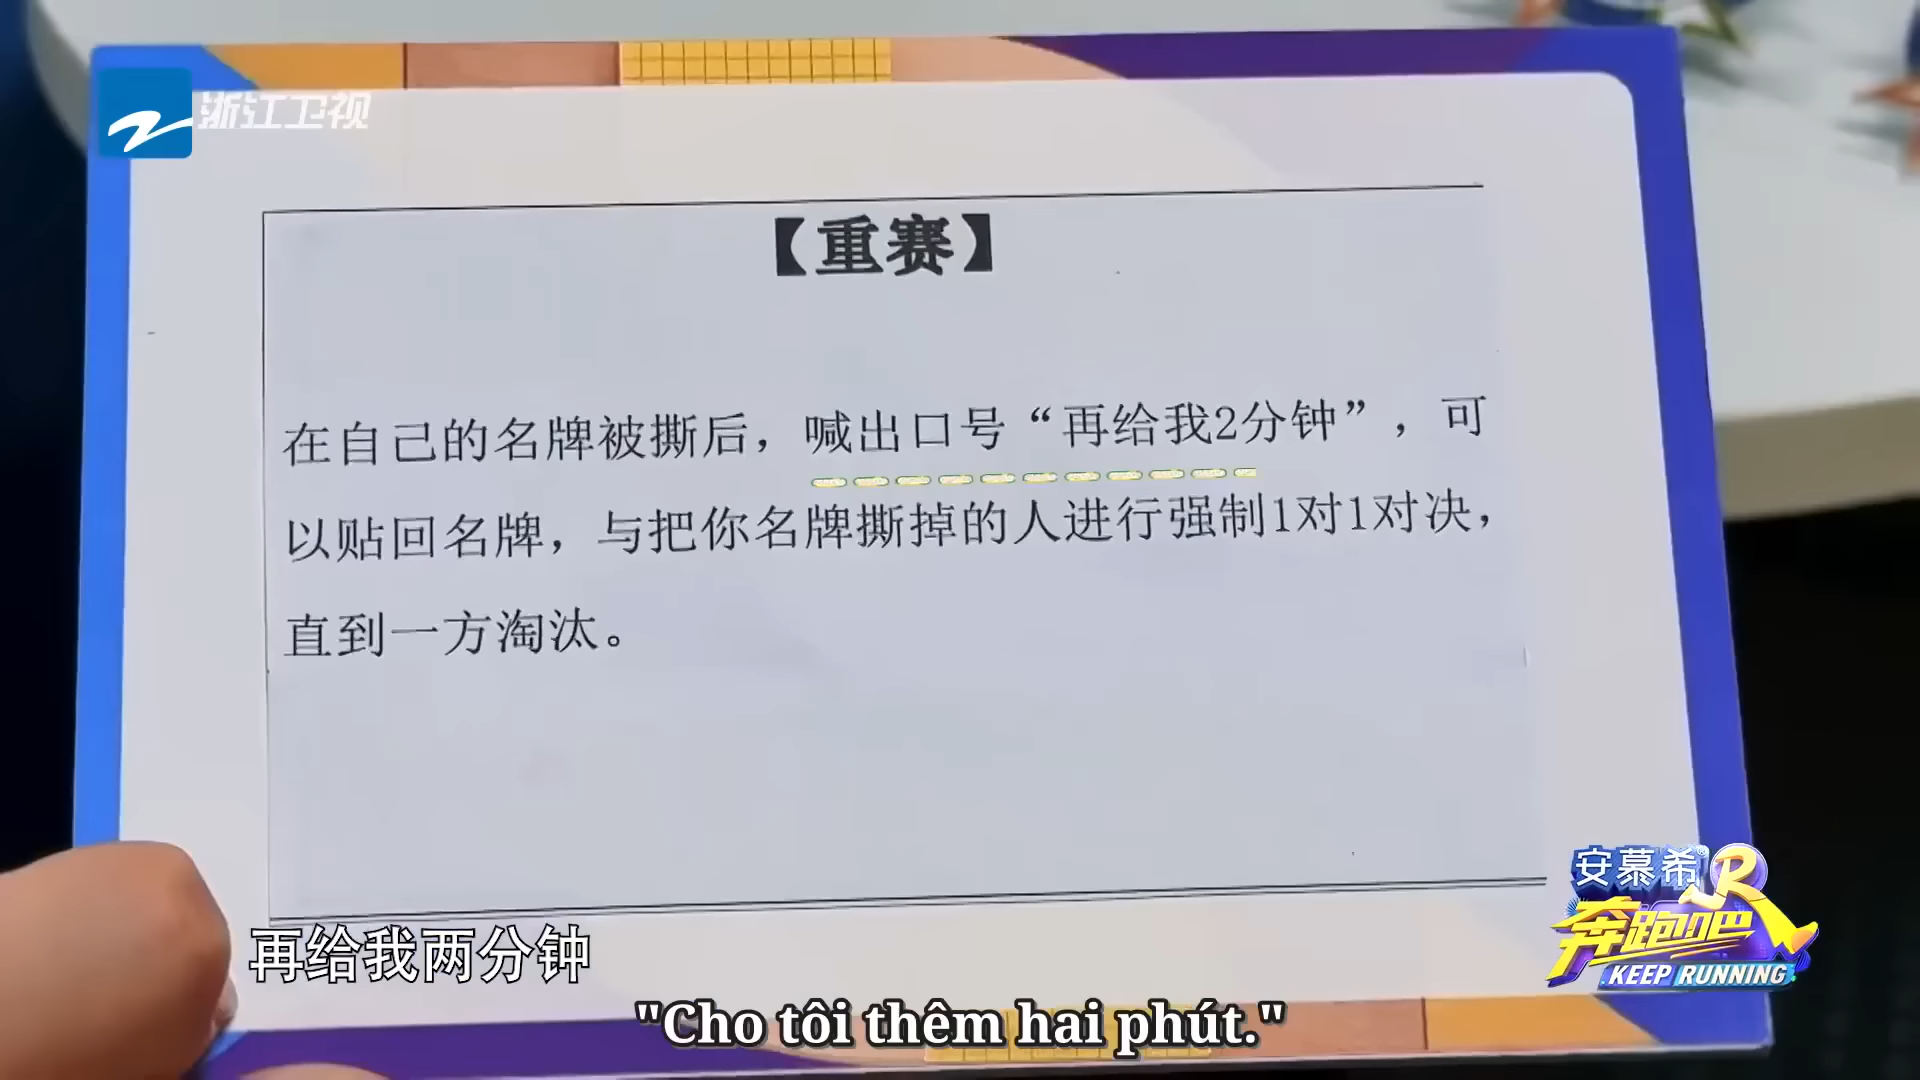 浙江卫视
【重赛】
在自己的名牌被撕后，喊出口号“再给我2分钟”，可
以贴回名牌，与把你名牌撕掉的人进行强制1对1对决，
直到一方淘汰。
安慕希
奔跑吧
KEEP RUNNING
再给我两分钟
"Cho tôi thêm hai phút."